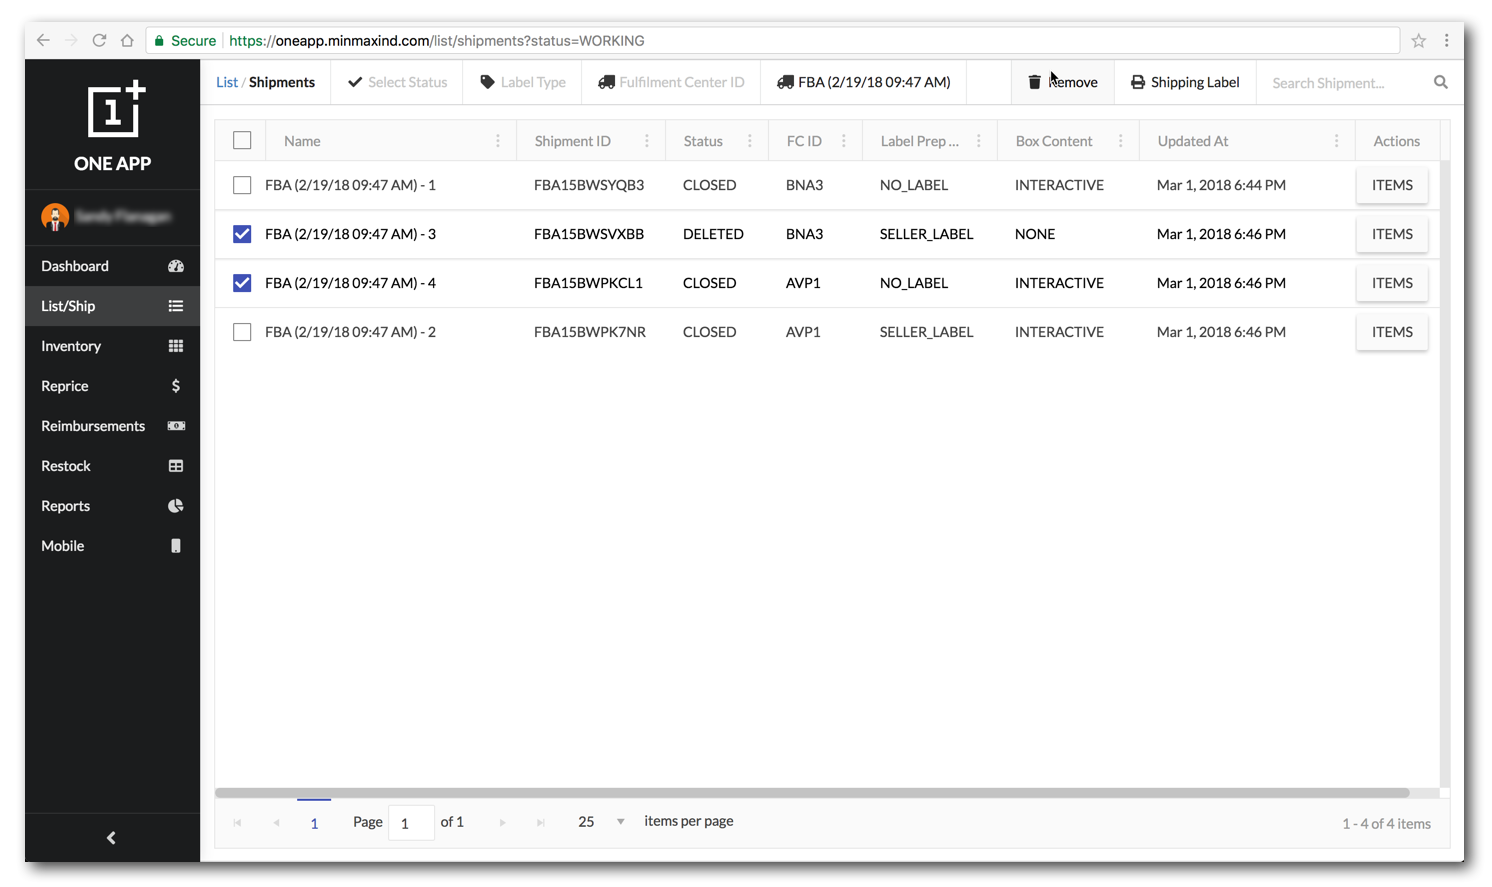 Secure https://oneapp.minmaxind.com/list/shipments?status=WORKING
1
ONE APP
List / Shipments Select Status Label Type Fulfilment Center ID FBA (2/19/18 09:47 AM) Remove Shipping Label Search Shipment...
Name Shipment ID Status FC ID Label Prep ... Box Content Updated At Actions
FBA (2/19/18 09:47 AM) - 1 FBA15BWSYQB3 CLOSED BNA3 NO_LABEL INTERACTIVE Mar 1, 2018 6:44 PM ITEMS
FBA (2/19/18 09:47 AM) - 3 FBA15BWSVXBB DELETED BNA3 SELLER_LABEL NONE Mar 1, 2018 6:46 PM ITEMS
FBA (2/19/18 09:47 AM) - 4 FBA15BWPKCL1 CLOSED AVP1 NO_LABEL INTERACTIVE Mar 1, 2018 6:46 PM ITEMS
FBA (2/19/18 09:47 AM) - 2 FBA15BWPK7NR CLOSED AVP1 SELLER_LABEL INTERACTIVE Mar 1, 2018 6:46 PM ITEMS
Dashboard
List/Ship
Inventory
Reprice $
Reimbursements
Restock
Reports
Mobile
1 Page 1 of 1 25 items per page 1 - 4 of 4 items